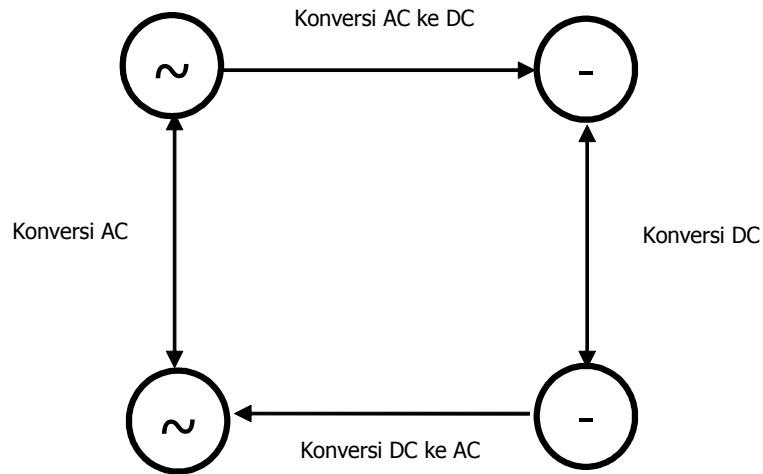 Konversi AC ke DC
~
-
Konversi AC
Konversi DC
~
-
Konversi DC ke AC